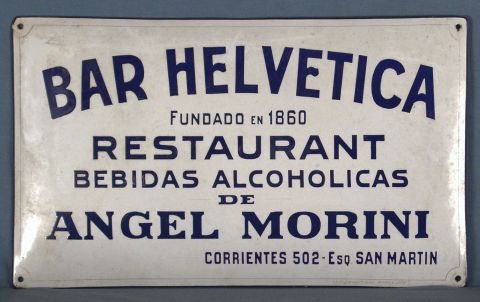 BAR HELVETICA
FUNDADO EN 1860
RESTAURANT
BEBIDAS ALCOHOLICAS
DE
ANGEL MORINI
CORRIENTES 502 - ESQ SAN MARTIN